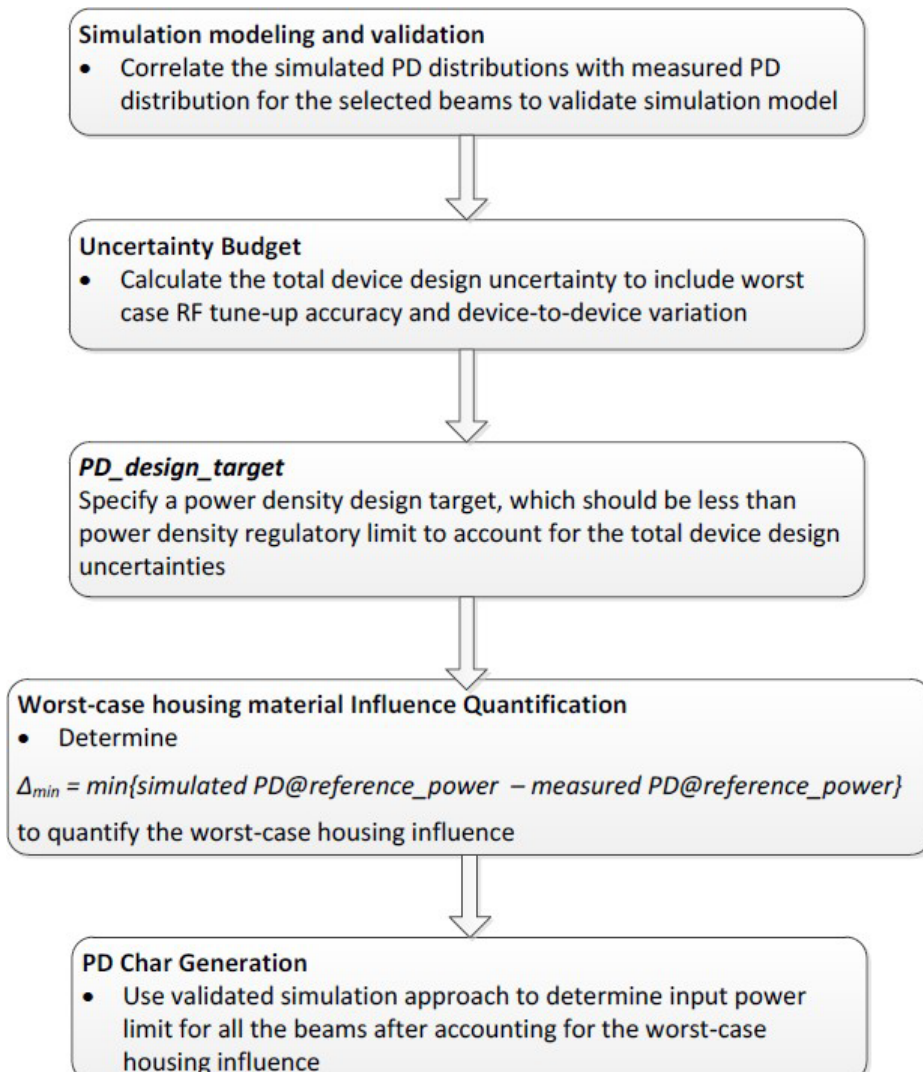 Simulation modeling and validation
• Correlate the simulated PD distributions with measured PD
distribution for the selected beams to validate simulation model
Uncertainty Budget
• Calculate the total device design uncertainty to include worst
case RF tune-up accuracy and device-to-device variation
PD_design_target
Specify a power density design target, which should be less than
power density regulatory limit to account for the total device design
uncertainties
Worst-case housing material Influence Quantification
• Determine
Δmin = min{simulated PD@reference_power – measured PD@reference_power}
to quantify the worst-case housing influence
PD Char Generation
• Use validated simulation approach to determine input power
limit for all the beams after accounting for the worst-case
housing influence